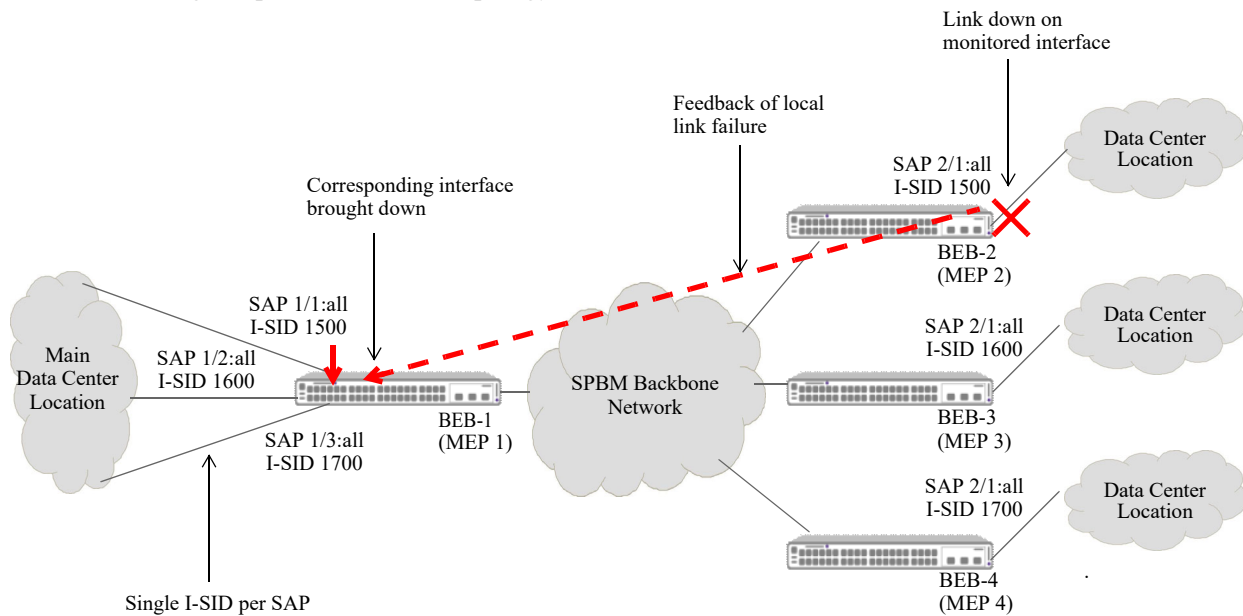 Link down on
monitored interface
Feedback of local
link failure
Data Center
Location
SAP 2/1:all
I-SID 1500
Corresponding interface
brought down
BEB-2
(MEP 2)
SAP 1/1:all
I-SID 1500
Main
Data Center
Location
SAP 1/2:all
I-SID 1600
SPBM Backbone
Network
SAP 2/1:all
I-SID 1600
Data Center
Location
BEB-1
(MEP 1)
BEB-3
(MEP 3)
SAP 1/3:all
I-SID 1700
SAP 2/1:all
I-SID 1700
Data Center
Location
BEB-4
(MEP 4)
Single I-SID per SAP